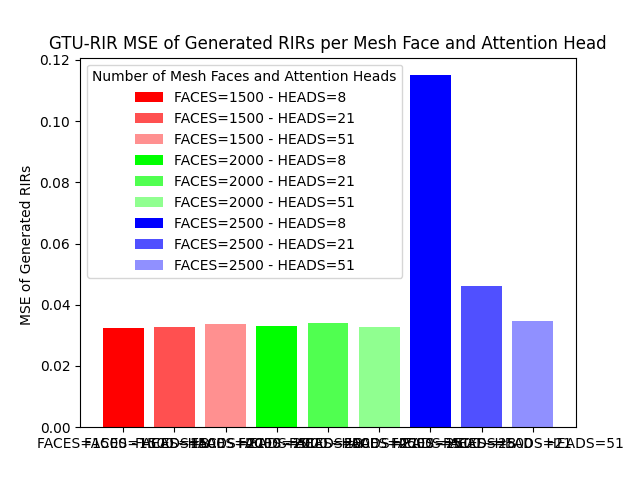 GTU-RIR MSE of Generated RIRs per Mesh Face and Attention Head
0.12
0.10
0.08
0.06
0.04
0.02
0.00
MSE of Generated RIRs
Number of Mesh Faces and Attention Heads
FACES=1500 - HEADS=8
FACES=1500 - HEADS=21
FACES=1500 - HEADS=51
FACES=2000 - HEADS=8
FACES=2000 - HEADS=21
FACES=2000 - HEADS=51
FACES=2500 - HEADS=8
FACES=2500 - HEADS=21
FACES=2500 - HEADS=51